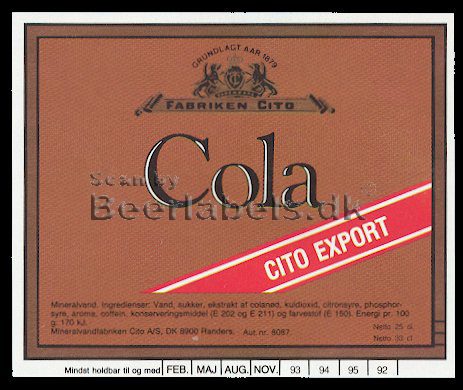 GRUNDLAGT AAR 1879
FABRIKEN CITO
Cola
Scan by
Beerlabels.dk
CITO EXPORT
Mineralvand. Ingredienser: Vand, sukker, ekstrakt af colanød, kuldioxid, citronsyre, phosphor-
syre, aroma, coffein, konserveringsmiddel (E 202 og E 211) og farvestof (E 150). Energi pr. 100
g: 170 kJ.
Mineralvandfabriken Cito A/S, DK 8900 Randers. Aut.nr. 8087.
Netto 25 cl
Netto 33 cl
Mindst holdbar til og med FEB. MAJ AUG. NOV. 93 94 95 92